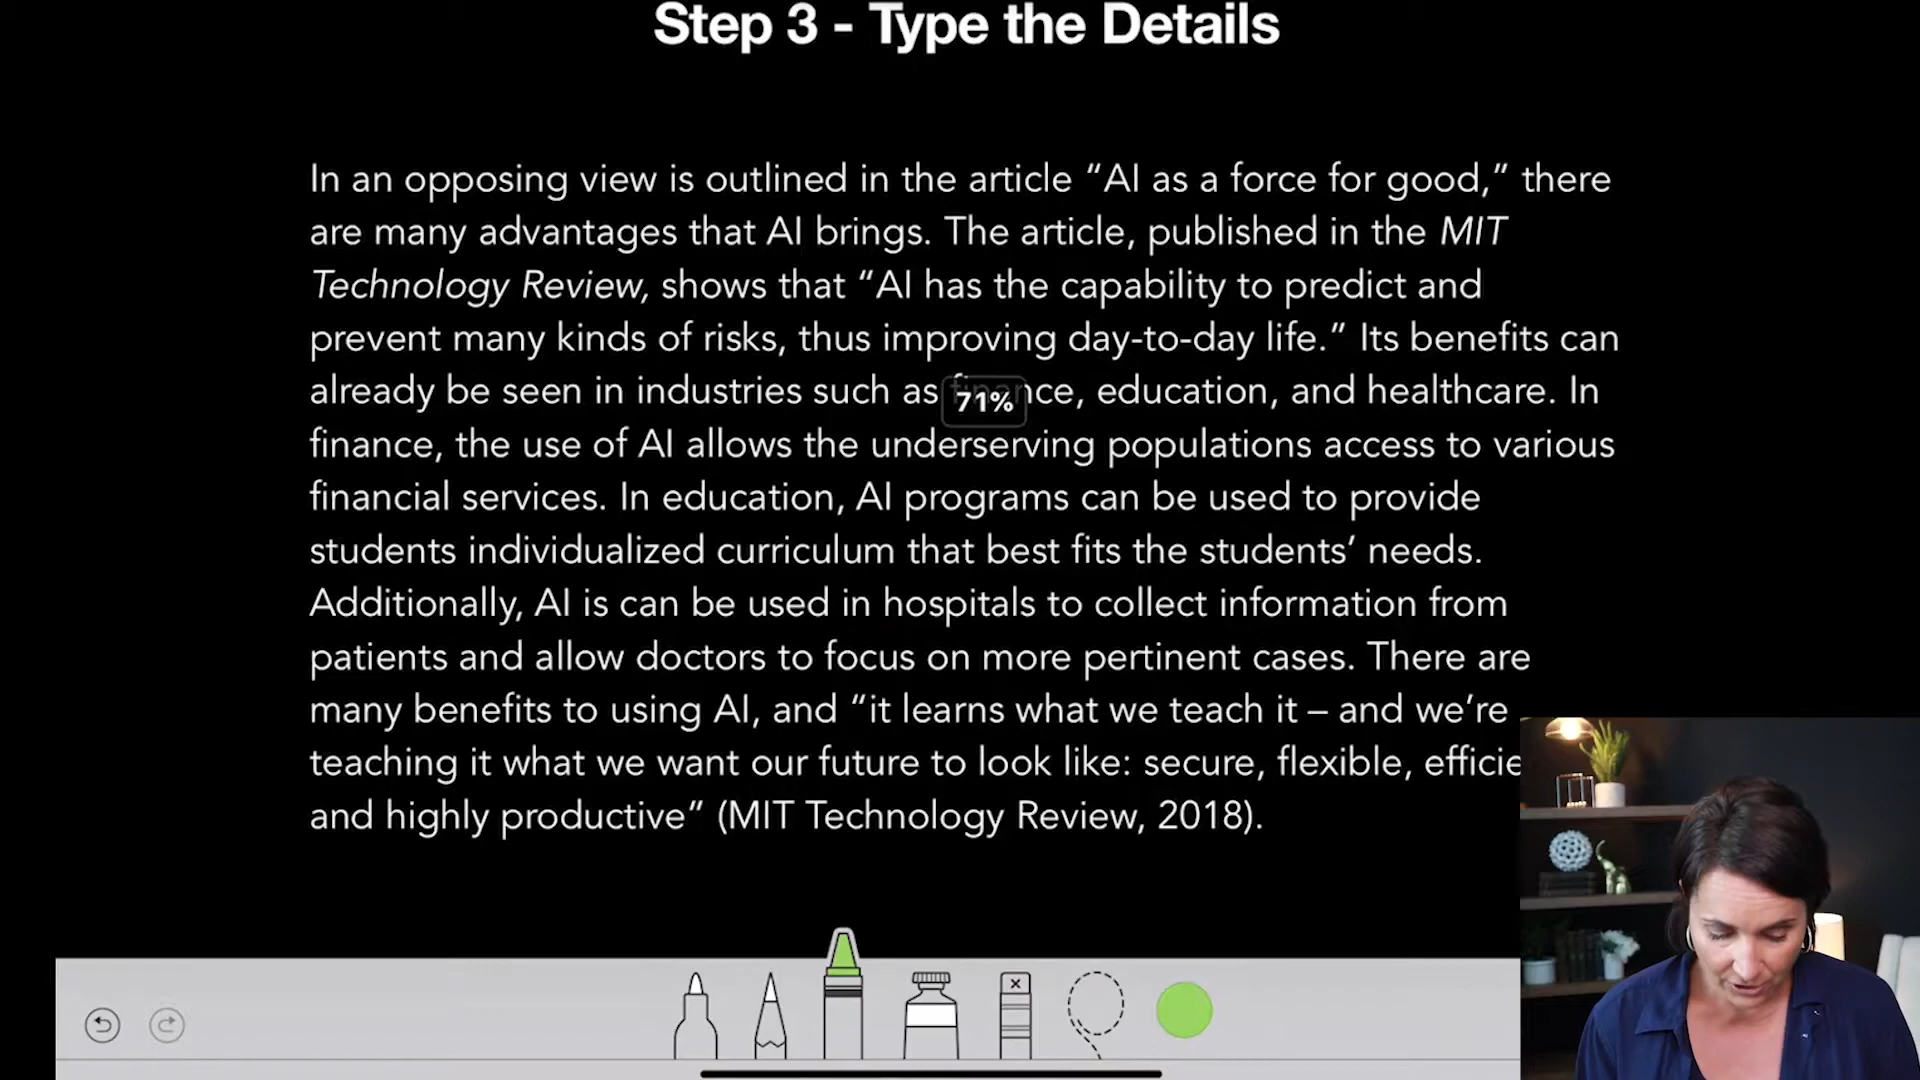 Step 3 - Type the Details
In an opposing view is outlined in the article “AI as a force for good,” there
are many advantages that AI brings. The article, published in the MIT
Technology Review, shows that “AI has the capability to predict and
prevent many kinds of risks, thus improving day-to-day life.” Its benefits can
already be seen in industries such as finance, education, and healthcare. In
71%
finance, the use of AI allows the underserving populations access to various
financial services. In education, AI programs can be used to provide
students individualized curriculum that best fits the students’ needs.
Additionally, AI is can be used in hospitals to collect information from
patients and allow doctors to focus on more pertinent cases. There are
many benefits to using AI, and “it learns what we teach it – and we’re
teaching it what we want our future to look like: secure, flexible, efficie
and highly productive” (MIT Technology Review, 2018).